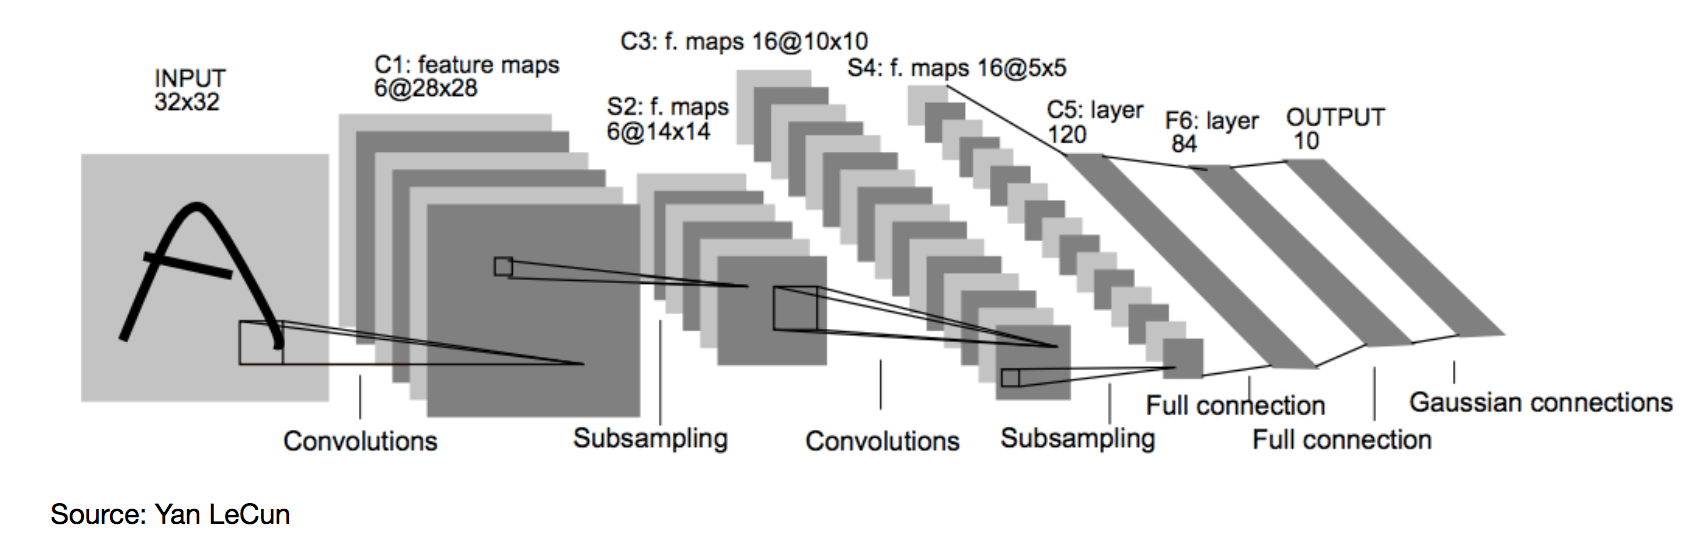 INPUT
32x32
C1: feature maps
6@28x28
S2: f. maps
6@14x14
C3: f. maps 16@10x10
S4: f. maps 16@5x5
C5: layer
120
F6: layer
84
OUTPUT
10
Convolutions
Subsampling
Convolutions
Subsampling
Full connection
Full connection
Gaussian connections
Source: Yan LeCun